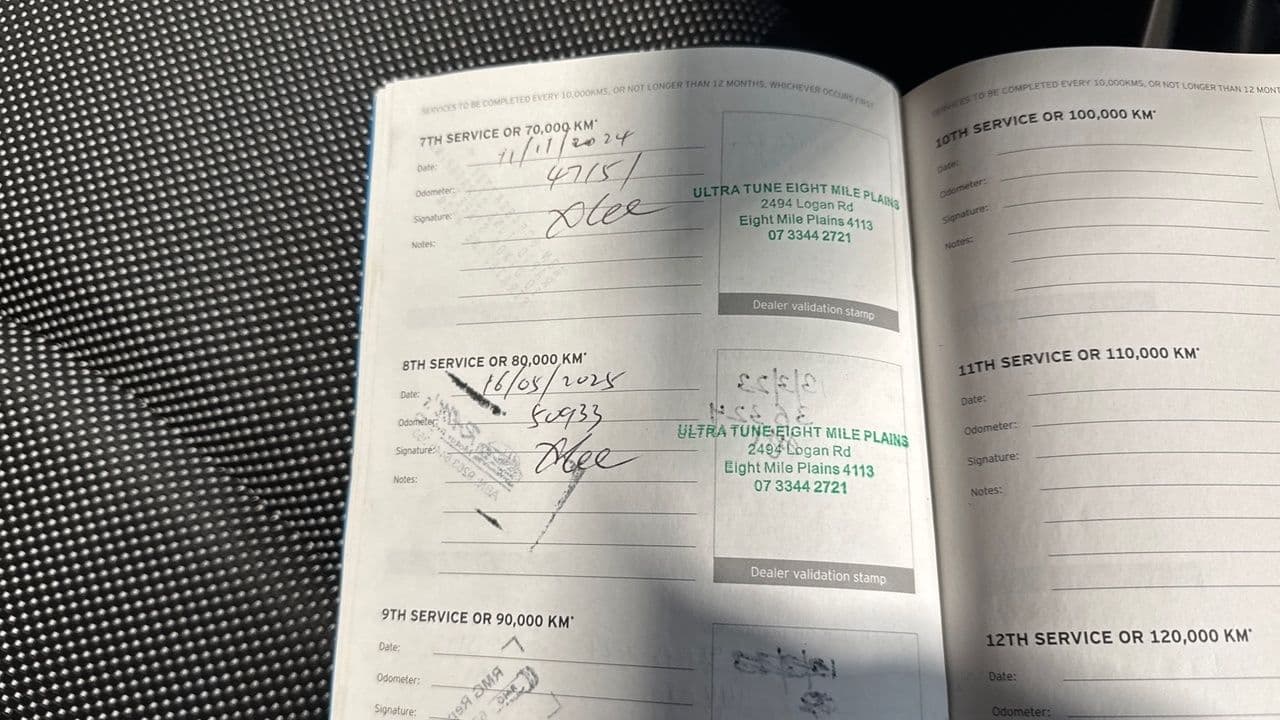 SERVICES TO BE COMPLETED EVERY 10,000KMS, OR NOT LONGER THAN 12 MONTHS, WHICHEVER OCCURS FIRST
7TH SERVICE OR 70,000 KM*
Date: 11/11/2024
Odometer: 47151
Signature:
Notes:
ULTRA TUNE EIGHT MILE PLAINS
2494 Logan Rd
Eight Mile Plains 4113
07 3344 2721
Dealer validation stamp
8TH SERVICE OR 80,000 KM*
Date: 16/05/2025
Odometer: 50933
Signature:
Notes:
ULTRA TUNE EIGHT MILE PLAINS
2494 Logan Rd
Eight Mile Plains 4113
07 3344 2721
Dealer validation stamp
9TH SERVICE OR 90,000 KM*
Date:
Odometer:
Signature:
SERVICES TO BE COMPLETED EVERY 10,000KMS, OR NOT LONGER THAN 12 MONT
10TH SERVICE OR 100,000 KM*
Date:
Odometer:
Signature:
Notes:
11TH SERVICE OR 110,000 KM*
Date:
Odometer:
Signature:
Notes:
12TH SERVICE OR 120,000 KM*
Date:
Odometer: